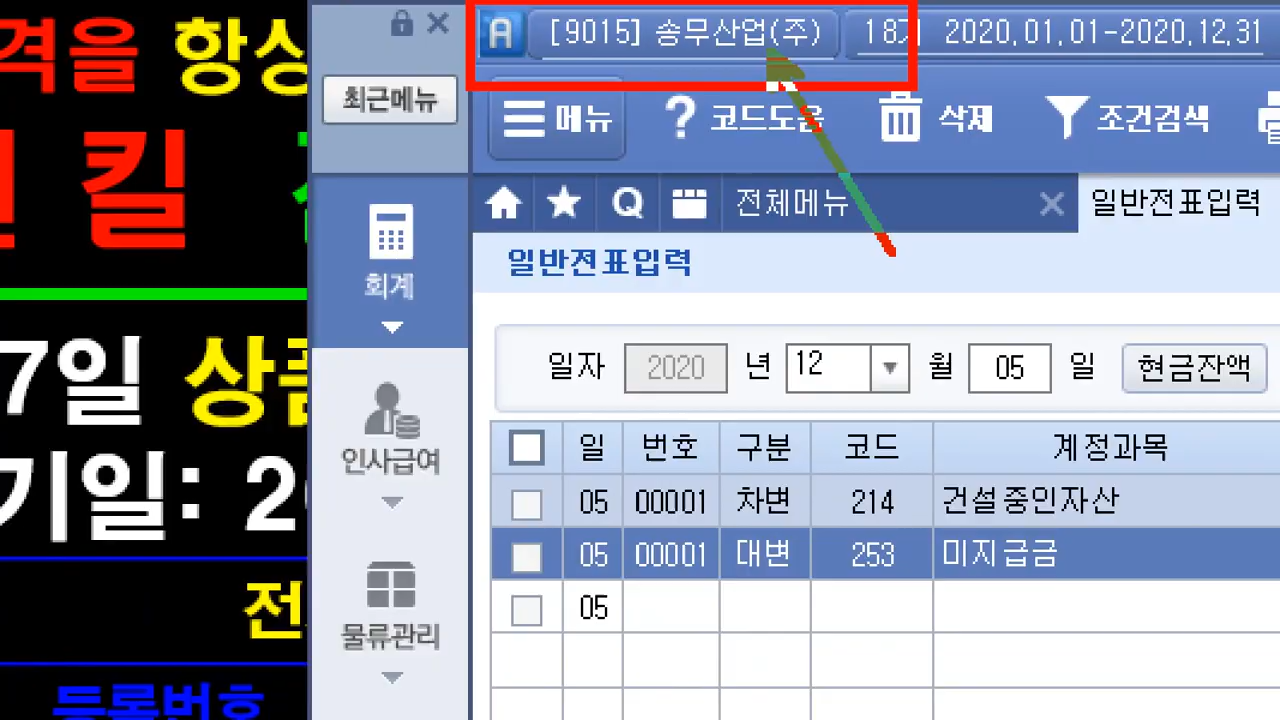 격을 항상
킬
7일 상품
기일: 2
전
등록번호
최근메뉴
회계
인사급여
물류관리
A [9015] 송무산업(주) 18기 2020.01.01-2020.12.31
메뉴 ? 코드도움 삭제 조건검색
Q 전체메뉴 × 일반전표입력
일반전표입력
일자 2020 년 12 월 05 일 현금잔액
일 번호 구분 코드 계정과목
05 00001 차변 214 건설중인자산
05 00001 대변 253 미지급금
05